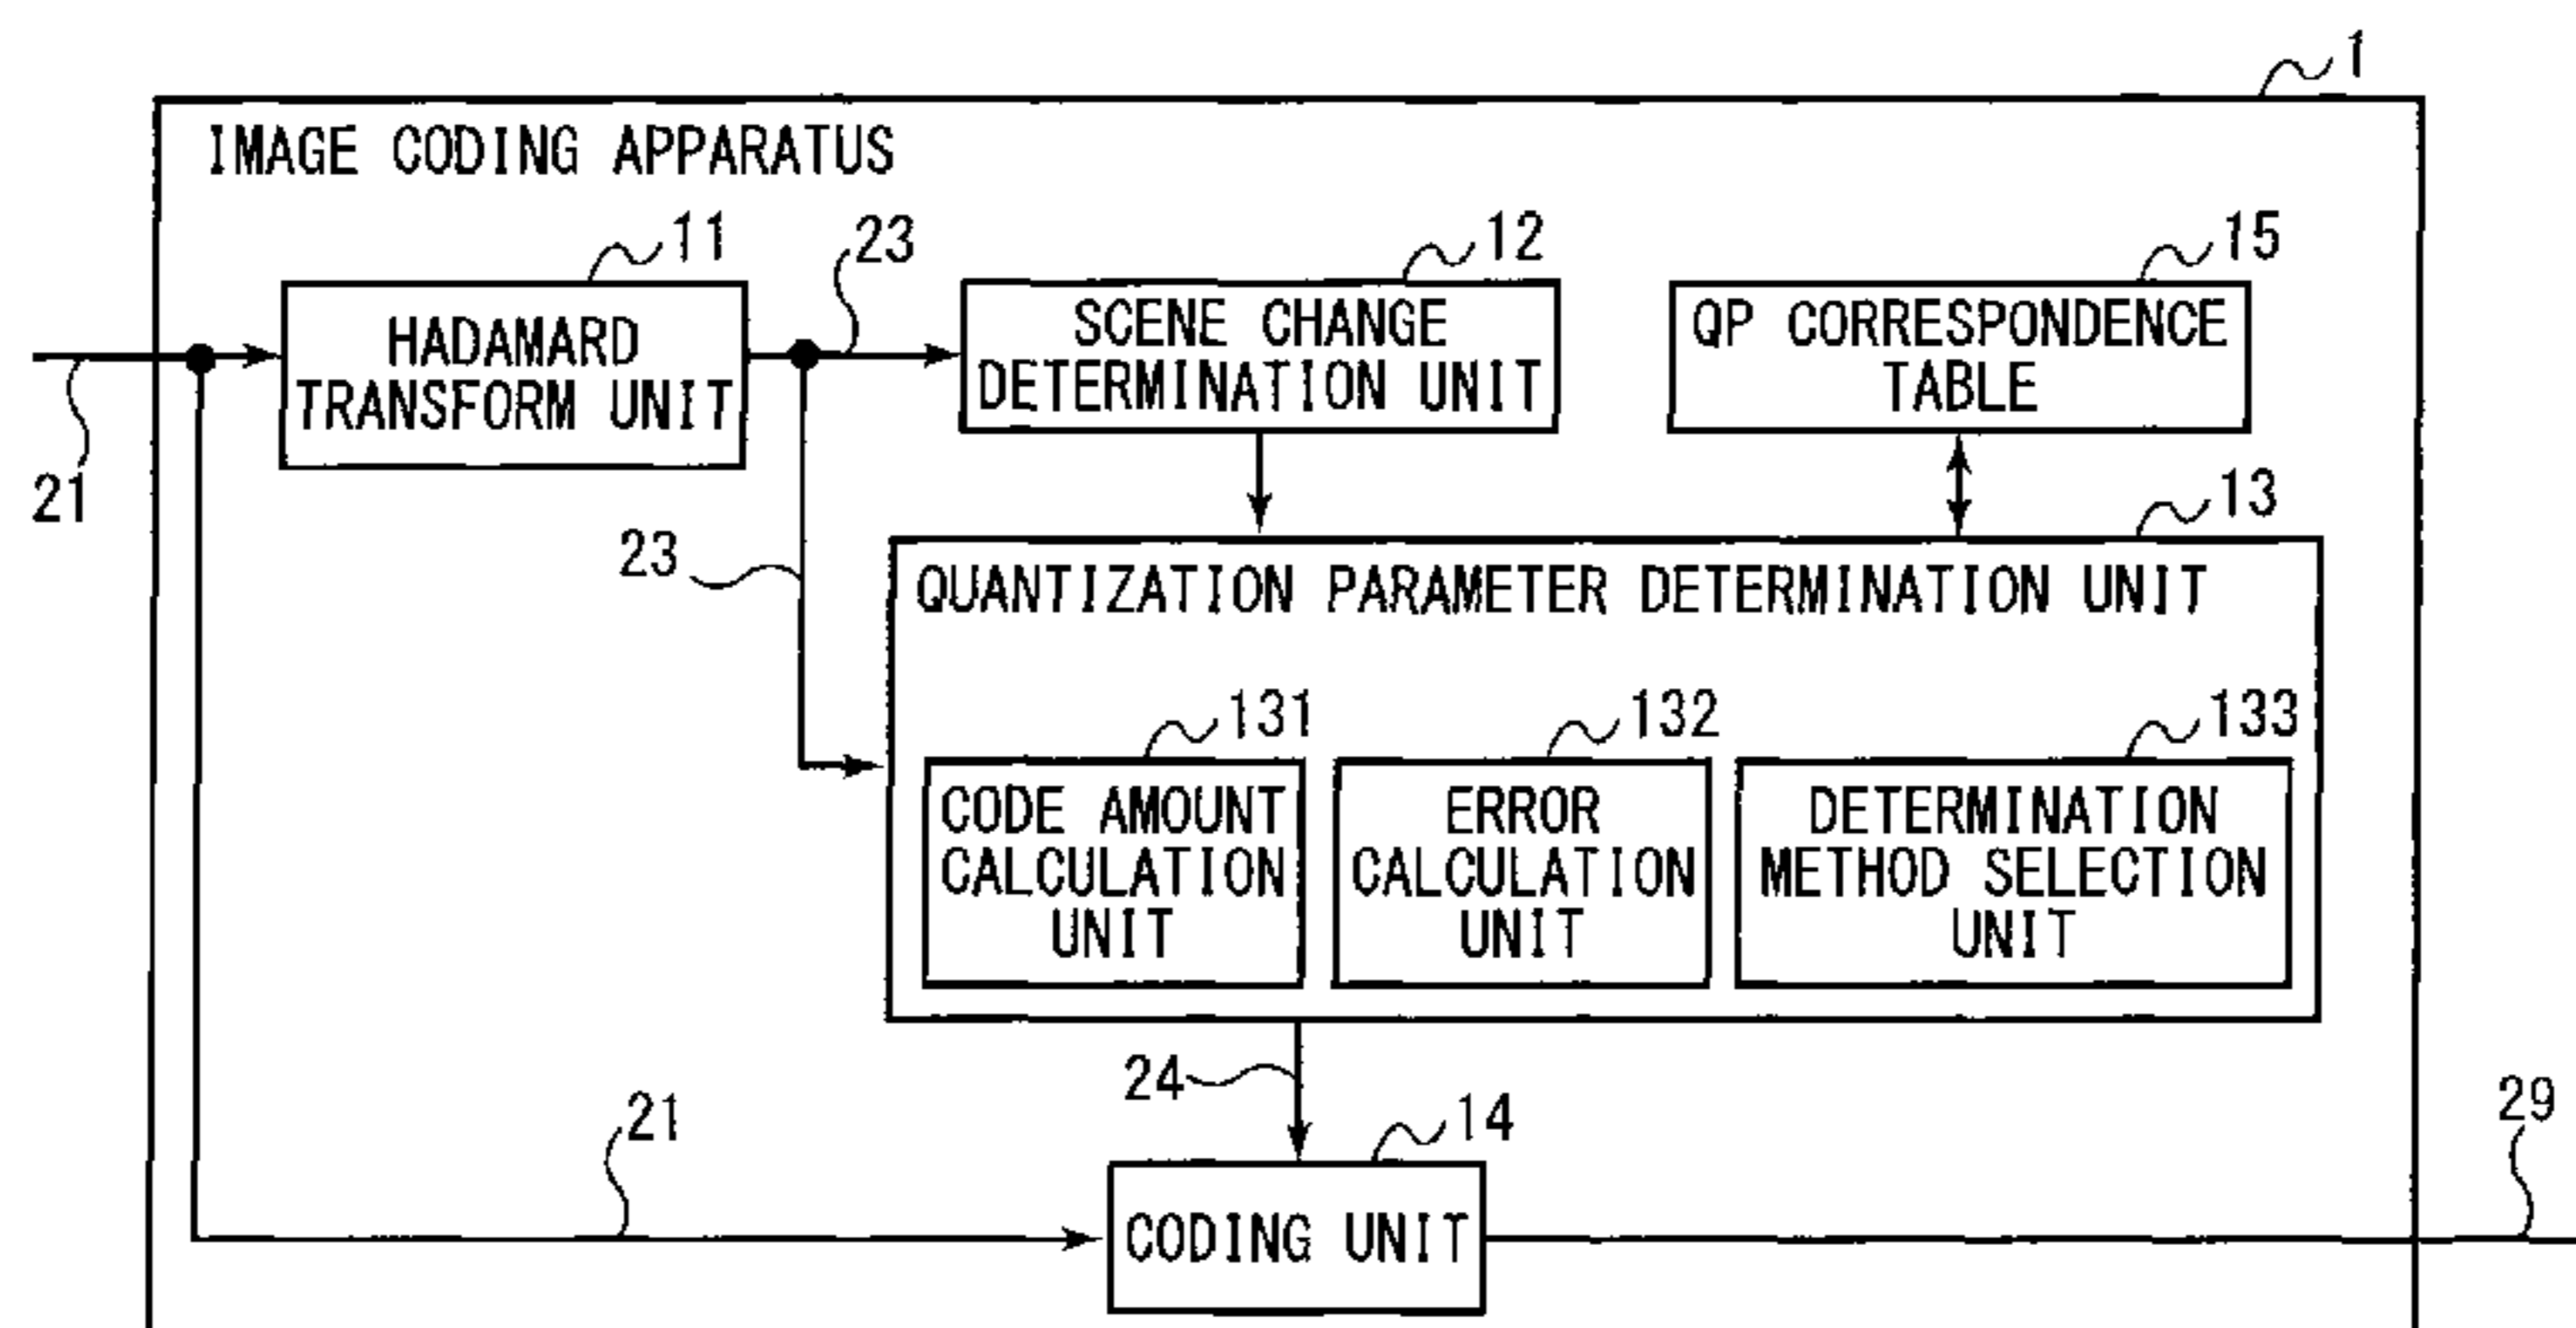 1
IMAGE CODING APPARATUS
11
23
12
15
HADAMARD
TRANSFORM UNIT
SCENE CHANGE
DETERMINATION UNIT
QP CORRESPONDENCE
TABLE
21
13
23
QUANTIZATION PARAMETER DETERMINATION UNIT
131
132
133
CODE AMOUNT
CALCULATION
UNIT
ERROR
CALCULATION
UNIT
DETERMINATION
METHOD SELECTION
UNIT
24
21
14
29
CODING UNIT